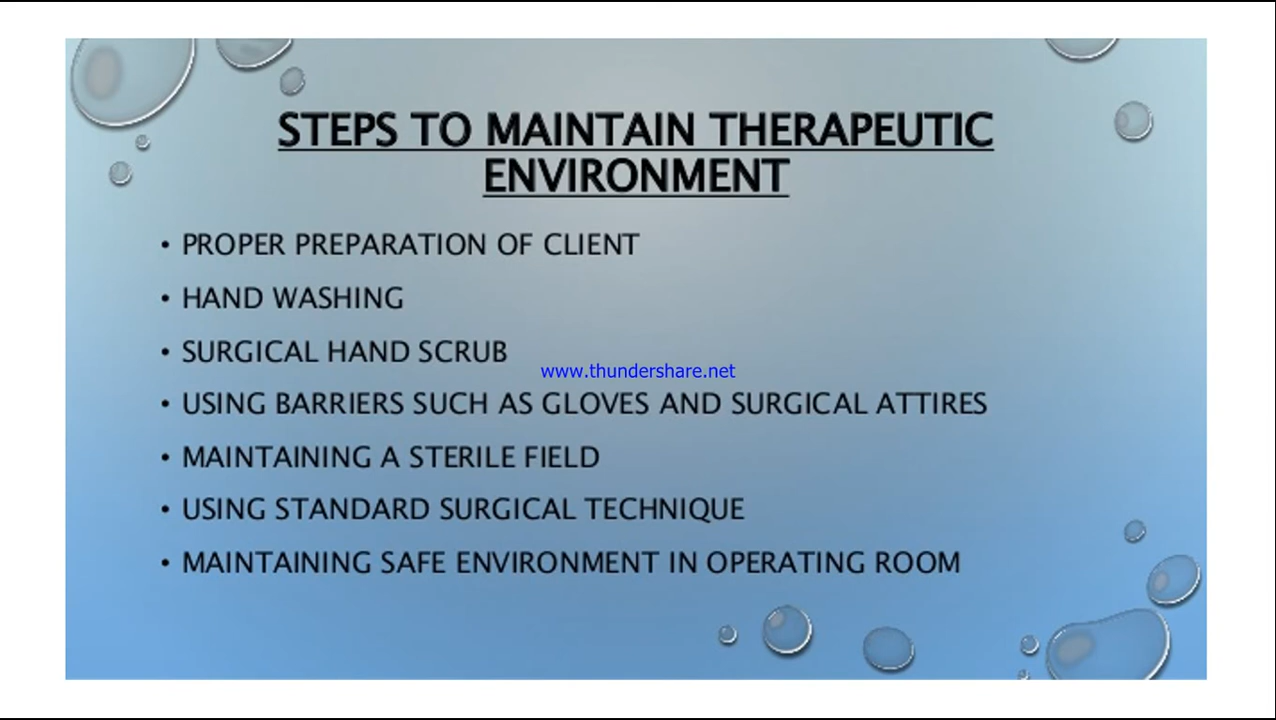 STEPS TO MAINTAIN THERAPEUTIC
ENVIRONMENT
• PROPER PREPARATION OF CLIENT
• HAND WASHING
• SURGICAL HAND SCRUB
www.thundershare.net
• USING BARRIERS SUCH AS GLOVES AND SURGICAL ATTIRES
• MAINTAINING A STERILE FIELD
• USING STANDARD SURGICAL TECHNIQUE
• MAINTAINING SAFE ENVIRONMENT IN OPERATING ROOM